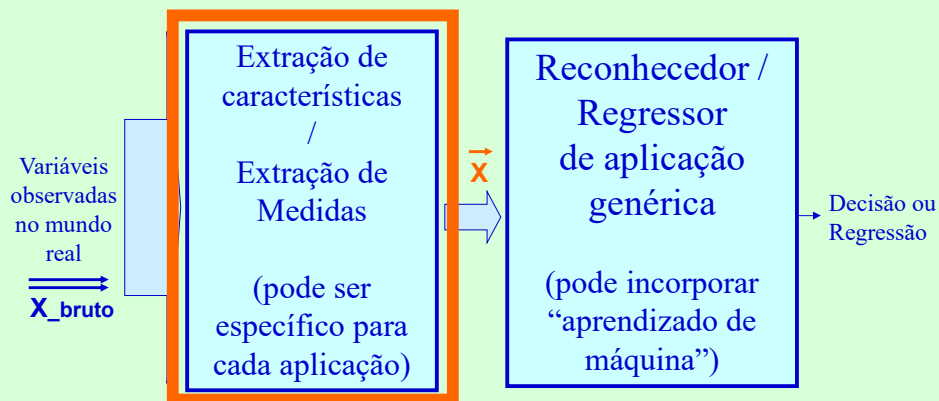 Variáveis
observadas
no mundo
real
X_bruto
Extração de
características
/
Extração de
Medidas
(pode ser
específico para
cada aplicação)
X
Reconhecedor /
Regressor
de aplicação
genérica
(pode incorporar
“aprendizado de
máquina”)
Decisão ou
Regressão